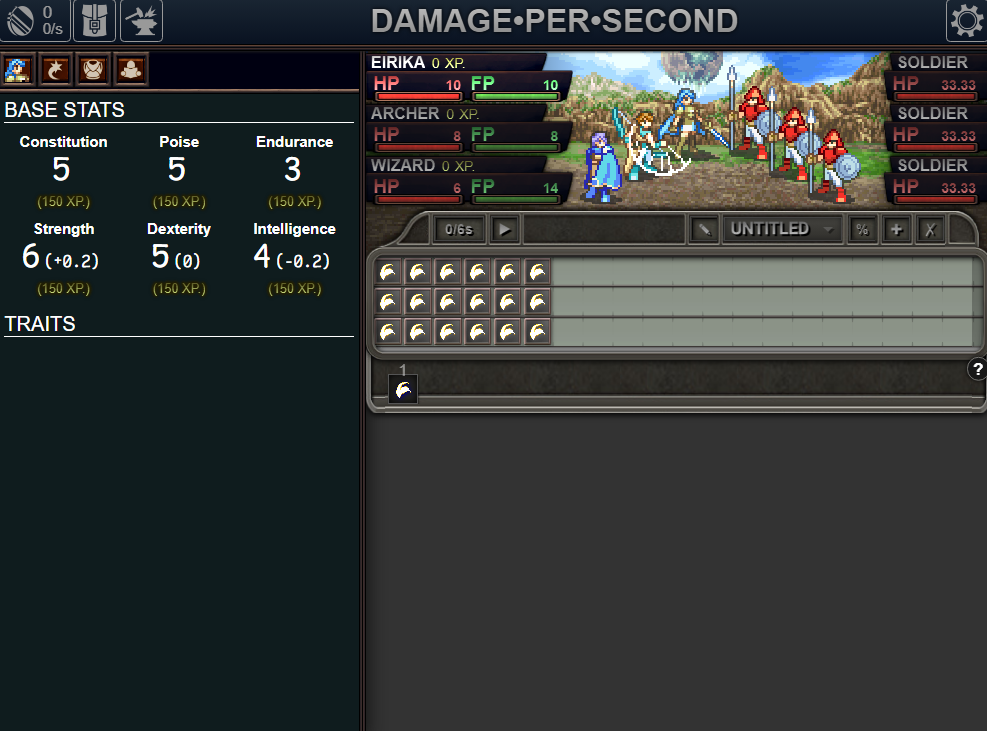 0
0/s
DAMAGE•PER•SECOND
EIRIKA 0 XP.
HP 10 FP 10
ARCHER 0 XP.
HP 8 FP 8
WIZARD 0 XP.
HP 6 FP 14
SOLDIER
HP 33.33
SOLDIER
HP 33.33
SOLDIER
HP 33.33
BASE STATS
Constitution Poise Endurance
5 5 3
(150 XP.) (150 XP.) (150 XP.)
Strength Dexterity Intelligence
6 (+0.2) 5 (0) 4 (-0.2)
(150 XP.) (150 XP.) (150 XP.)
TRAITS
0/6s UNTITLED % + X
1
?